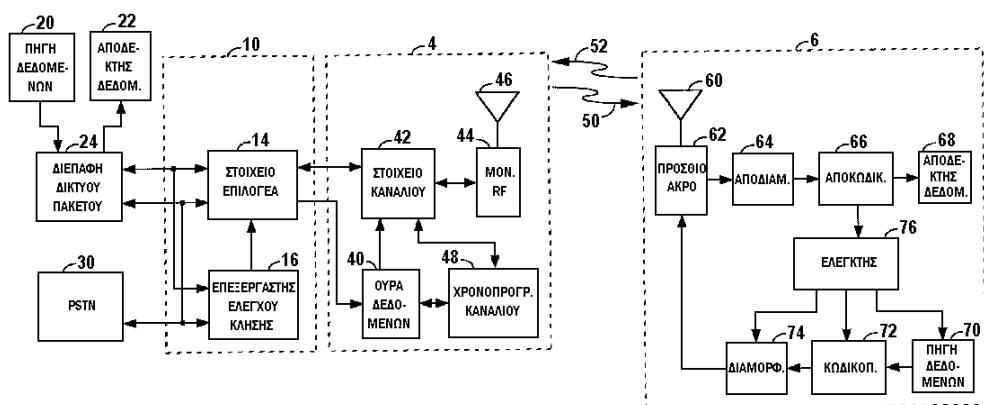 20
ΠΗΓΗ
ΔΕΔΟΜΕ-
ΝΩΝ
22
ΑΠΟΔΕ-
ΚΤΗΣ
ΔΕΔΟΜ.
24
ΔΙΕΠΑΦΗ
ΔΙΚΤΥΟΥ
ΠΑΚΕΤΟΥ
30
PSTN
10
14
ΣΤΟΙΧΕΙΟ
ΕΠΙΛΟΓΕΑ
16
ΕΠΕΞΕΡΓΑΣΤΗΣ
ΕΛΕΓΧΟΥ
ΚΛΗΣΗΣ
4
42
ΣΤΟΙΧΕΙΟ
ΚΑΝΑΛΙΟΥ
46
44
ΜΟΝ.
RF
40
ΟΥΡΑ
ΔΕΔΟ-
ΜΕΝΩΝ
48
ΧΡΟΝΟΠΡΟΓΡ.
ΚΑΝΑΛΙΟΥ
52
50
6
60
62
ΠΡΟΣΘΙΟ
ΑΚΡΟ
64
ΑΠΟΔΙΑΜ.
66
ΑΠΟΚΩΔΙΚ.
68
ΑΠΟΔΕ-
ΚΤΗΣ
ΔΕΔΟΜ.
76
ΕΛΕΓΚΤΗΣ
74
ΔΙΑΜΟΡΦ.
72
ΚΩΔΙΚΟΠ.
70
ΠΗΓΗ
ΔΕΔΟ-
ΜΕΝΩΝ